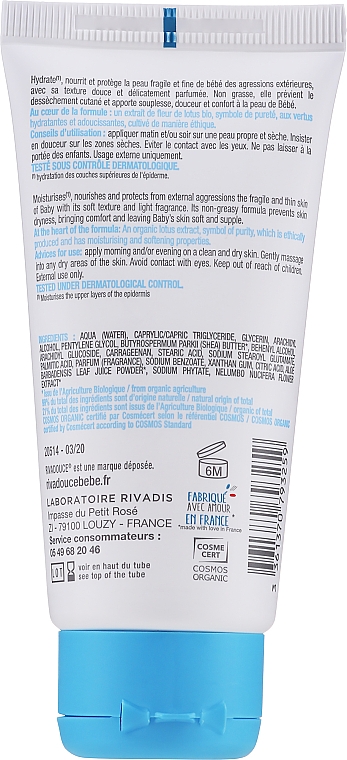 Hydrate⁽¹⁾, nourrit et protège la peau fragile et fine de bébé des agressions extérieures,
avec sa texture douce et délicatement parfumée. Non grasse, elle prévient le
dessèchement cutané et apporte souplesse, douceur et confort à la peau de Bébé.
Au cœur de la formule : un extrait de fleur de lotus bio, symbole de pureté, aux vertus
hydratantes et adoucissantes, cultivé de manière éthique.
Conseils d'utilisation : appliquer matin et/ou soir sur une peau propre et sèche. Insister
en douceur sur les zones sèches. Eviter le contact avec les yeux. Ne pas laisser à la
portée des enfants. Usage externe uniquement.
TESTÉ SOUS CONTRÔLE DERMATOLOGIQUE.
⁽¹⁾ hydratation des couches supérieures de l'épiderme.
Moisturises⁽¹⁾, nourishes and protects from external aggressions the fragile and thin skin
of Baby with its soft texture and light fragrance. Its non-greasy formula prevents skin
dryness, bringing comfort and leaving Baby's skin soft and supple.
At the heart of the formula: An organic lotus extract, symbol of purity, which is ethically
produced and has moisturising and softening properties.
Advices for use: apply morning and/or evening on a clean and dry skin. Gently massage
into any dry areas of the skin. Avoid contact with eyes. Keep out of reach of children.
External use only.
TESTED UNDER DERMATOLOGICAL CONTROL.
⁽¹⁾ Moisturises the upper layers of the epidermis
INGREDIENTS : AQUA (WATER), CAPRYLIC/CAPRIC TRIGLYCERIDE, GLYCERIN, ARACHIDYL
ALCOHOL, PENTYLENE GLYCOL, BUTYROSPERMUM PARKII (SHEA) BUTTER*, BEHENYL ALCOHOL,
ARACHIDYL GLUCOSIDE, CARRAGEENAN, STEARIC ACID, SODIUM STEAROYL GLUTAMATE,
PALMITIC ACID, PARFUM (FRAGRANCE), SODIUM BENZOATE, XANTHAN GUM, CITRIC ACID, ALOE
BARBADENSIS LEAF JUICE POWDER*, SODIUM PHYTATE, NELUMBO NUCIFERA FLOWER
EXTRACT*
* issu de l'Agriculture Biologique / from organic agriculture
% du total des ingrédients sont d'origine naturelle / natural origin of total
21% du total des ingrédients sont issus de l'Agriculture Biologique / organic origin of total
COSMOS ORGANIC certifié par Cosmécert selon le référentiel COSMOS / COSMOS ORGANIC
certified by Cosmécert according to COSMOS Standard
20514 - 03/20
RIVADOUCE® est une marque déposée.
rivadoucebebe.fr
LABORATOIRE RIVADIS
Impasse du Petit Rosé
ZI - 79100 LOUZY - FRANCE
Service consommateurs :
05 49 68 20 46
LOT voir en haut du tube
see top of the tube
6M
FABRIQUÉ
AVEC AMOUR
EN FRANCE*
*made with love in France
COSME
CERT
COSMOS
ORGANIC
3 361370 793259